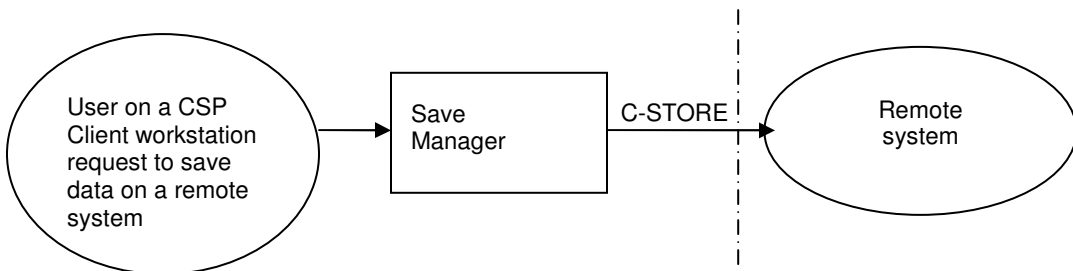 User on a CSP
Client workstation
request to save
data on a remote
system
Save
Manager
C-STORE
Remote
system